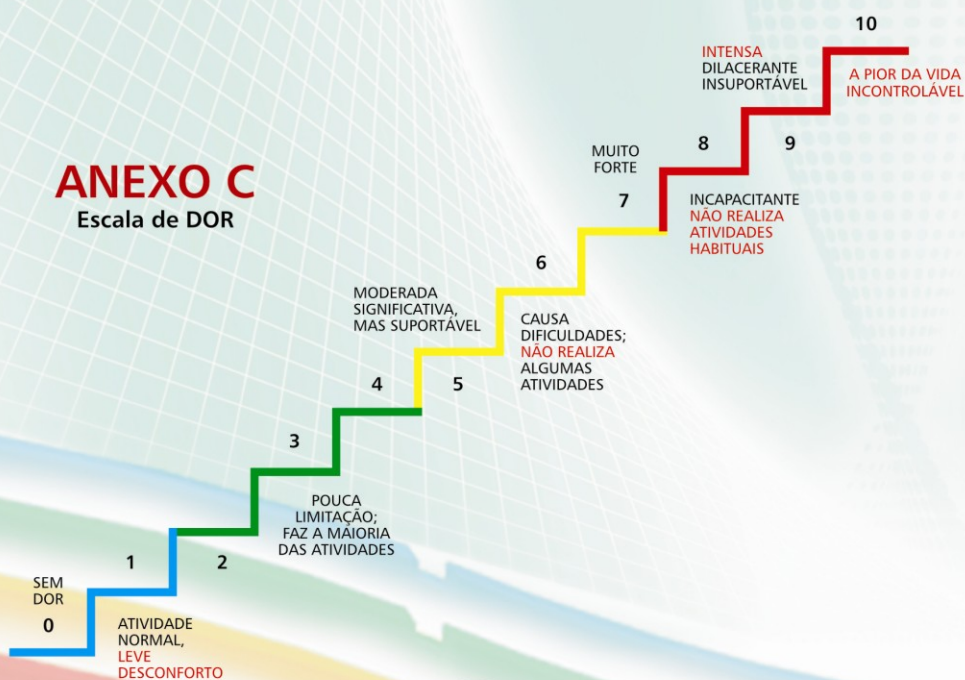 ANEXO C
Escala de DOR
SEM
DOR
0
1
ATIVIDADE
NORMAL,
LEVE
DESCONFORTO
2
3
POUCA
LIMITAÇÃO;
FAZ A MAIORIA
DAS ATIVIDADES
MODERADA
SIGNIFICATIVA,
MAS SUPORTÁVEL
4
5
CAUSA
DIFICULDADES;
NÃO REALIZA
ALGUMAS
ATIVIDADES
6
MUITO
FORTE
7
8
INCAPACITANTE
NÃO REALIZA
ATIVIDADES
HABITUAIS
INTENSA
DILACERANTE
INSUPORTÁVEL
9
10
A PIOR DA VIDA
INCONTROLÁVEL